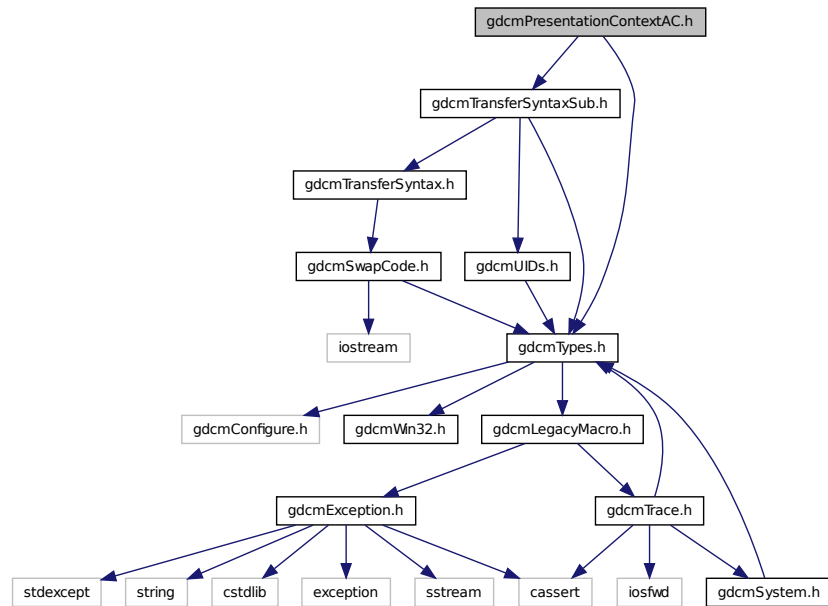 gdcmPresentationContextAC.h
gdcmTransferSyntaxSub.h
gdcmTransferSyntax.h
gdcmSwapCode.h
gdcmUIDs.h
iostream
gdcmTypes.h
gdcmConfigure.h
gdcmWin32.h
gdcmLegacyMacro.h
gdcmException.h
gdcmTrace.h
stdexcept
string
cstdlib
exception
sstream
cassert
iosfwd
gdcmSystem.h